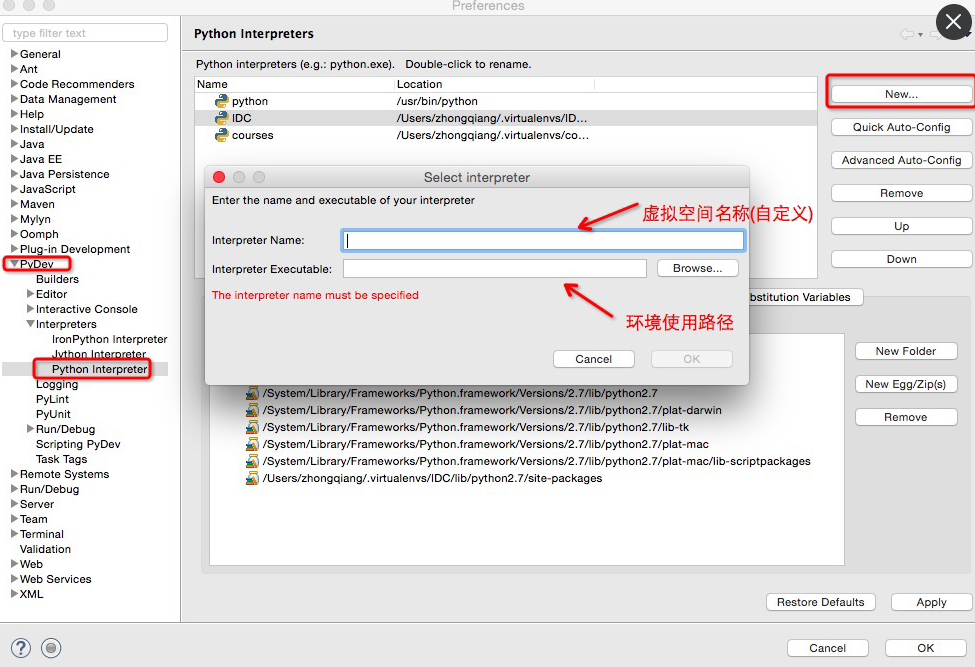 Preferences
type filter text
General
Ant
Code Recommenders
Data Management
Help
Install/Update
Java
Java EE
Java Persistence
JavaScript
Maven
Mylyn
Oomph
Plug-in Development
PyDev
Builders
Editor
Interactive Console
Interpreters
IronPython Interpreter
Jython Interpreter
Python Interpreter
Logging
PyLint
PyUnit
Run/Debug
Scripting PyDev
Task Tags
Remote Systems
Run/Debug
Server
Team
Terminal
Validation
Web
Web Services
XML
Python Interpreters
Python interpreters (e.g.: python.exe). Double-click to rename.
Name Location
python /usr/bin/python
IDC /Users/zhongqiang/.virtualenvs/ID...
courses /Users/zhongqiang/.virtualenvs/co...
New...
Quick Auto-Config
Advanced Auto-Config
Remove
Up
Down
Select interpreter
Enter the name and executable of your interpreter
虚拟空间名称(自定义)
Interpreter Name:
Interpreter Executable:
Browse...
The interpreter name must be specified
环境使用路径
Cancel
OK
bstitution Variables
/System/Library/Frameworks/Python.framework/Versions/2.7/lib/python2.7
/System/Library/Frameworks/Python.framework/Versions/2.7/lib/python2.7/plat-darwin
/System/Library/Frameworks/Python.framework/Versions/2.7/lib/python2.7/lib-tk
/System/Library/Frameworks/Python.framework/Versions/2.7/lib/python2.7/plat-mac
/System/Library/Frameworks/Python.framework/Versions/2.7/lib/python2.7/plat-mac/lib-scriptpackages
/Users/zhongqiang/.virtualenvs/IDC/lib/python2.7/site-packages
New Folder
New Egg/Zip(s)
Remove
Restore Defaults
Apply
?
Cancel
OK